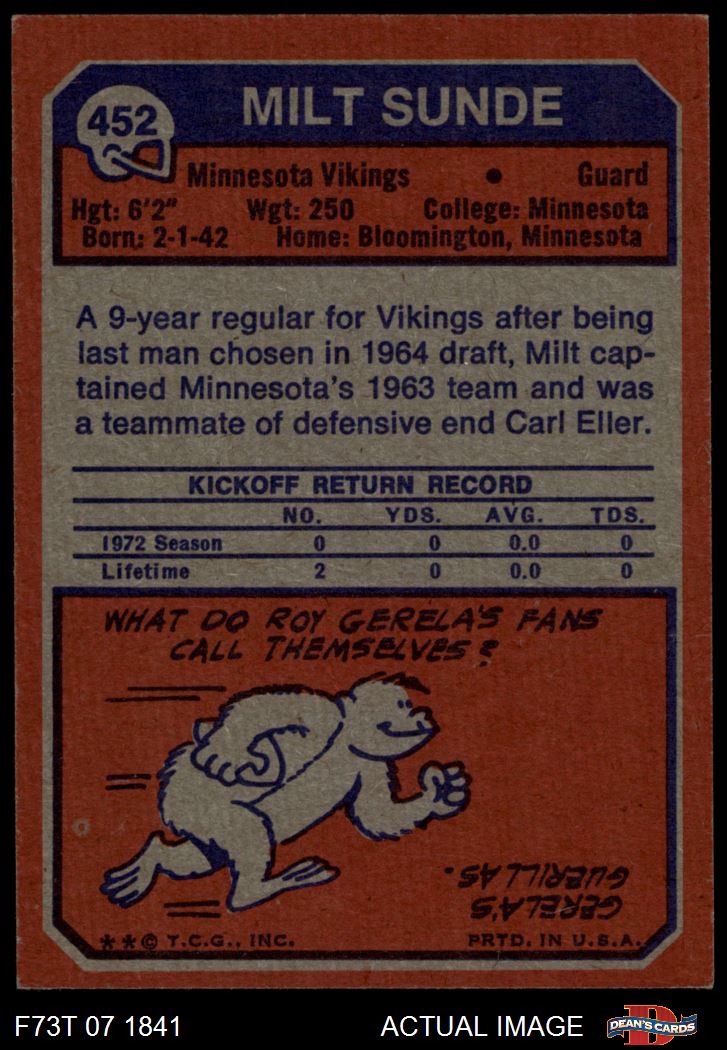 452
MILT SUNDE
Minnesota Vikings • Guard
Hgt: 6'2" Wgt: 250 College: Minnesota
Born: 2-1-42 Home: Bloomington, Minnesota
A 9-year regular for Vikings after being
last man chosen in 1964 draft, Milt cap-
tained Minnesota's 1963 team and was
a teammate of defensive end Carl Eller.
KICKOFF RETURN RECORD
NO. YDS. AVG. TDS.
1972 Season 0 0 0.0 0
Lifetime 2 0 0.0 0
WHAT DO ROY GERELA'S FANS
CALL THEMSELVES?
GERELA'S
GUERILLAS.
**© T.C.G., INC. PRTD. IN U.S.A.
F73T 07 1841 ACTUAL IMAGE
D
DEAN'S CARDS